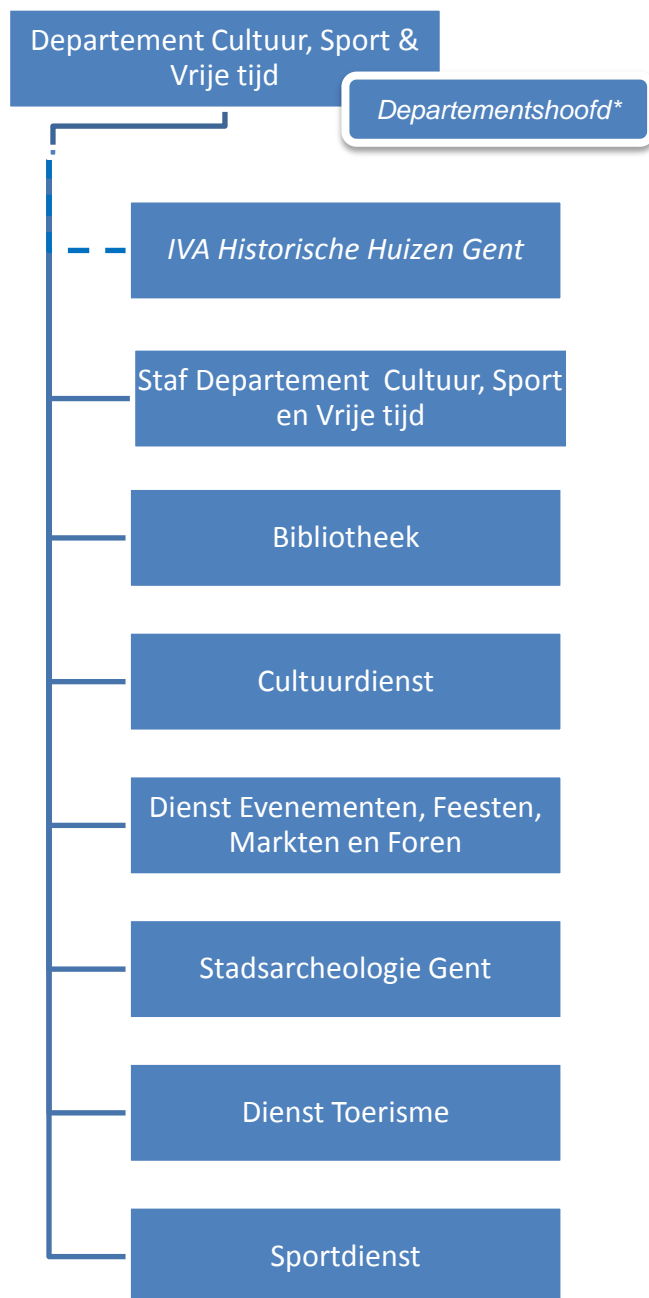 Departement Cultuur, Sport &
Vrije tijd
Departementshoofd*
IVA Historische Huizen Gent
Staf Departement Cultuur, Sport
en Vrije tijd
Bibliotheek
Cultuurdienst
Dienst Evenementen, Feesten,
Markten en Foren
Stadsarcheologie Gent
Dienst Toerisme
Sportdienst